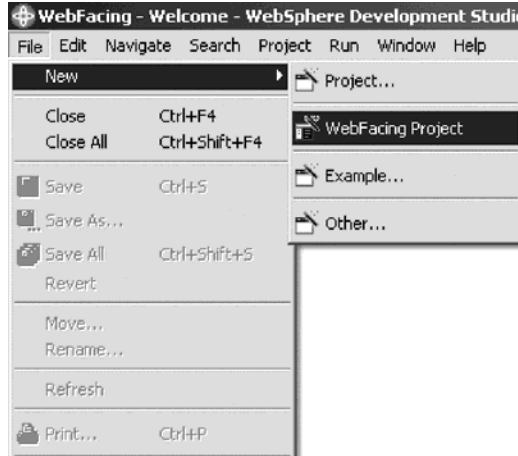 WebFacing - Welcome - WebSphere Development Studi
File Edit Navigate Search Project Run Window Help
New
Project...
Close Ctrl+F4
WebFacing Project
Close All Ctrl+Shift+F4
Example...
Save Ctrl+S
Save As...
Other...
Save All Ctrl+Shift+S
Revert
Move...
Rename...
Refresh
Print... Ctrl+P